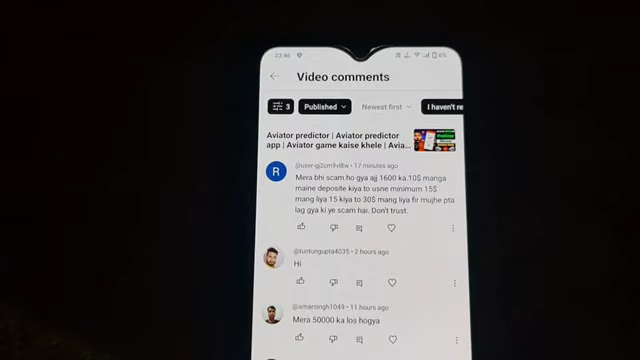 23:46
6%
Video comments
3
Published
Newest first
I haven't re
Aviator predictor | Aviator predictor
app | Aviator game kaise khele | Avia...
R
@user-gj2cm9vl8w • 17 minutes ago
Mera bhi scam ho gya ajj 1600 ka.10$ manga
maine deposite kiya to usne minimum 15$
mang liya 15 kiya to 30$ mang liya fir mujhe pta
lag gya ki ye scam hai. Don't trust.
@tuntungupta4035 • 2 hours ago
Hi
@amarsingh1049 • 11 hours ago
Mera 50000 ka los hogya